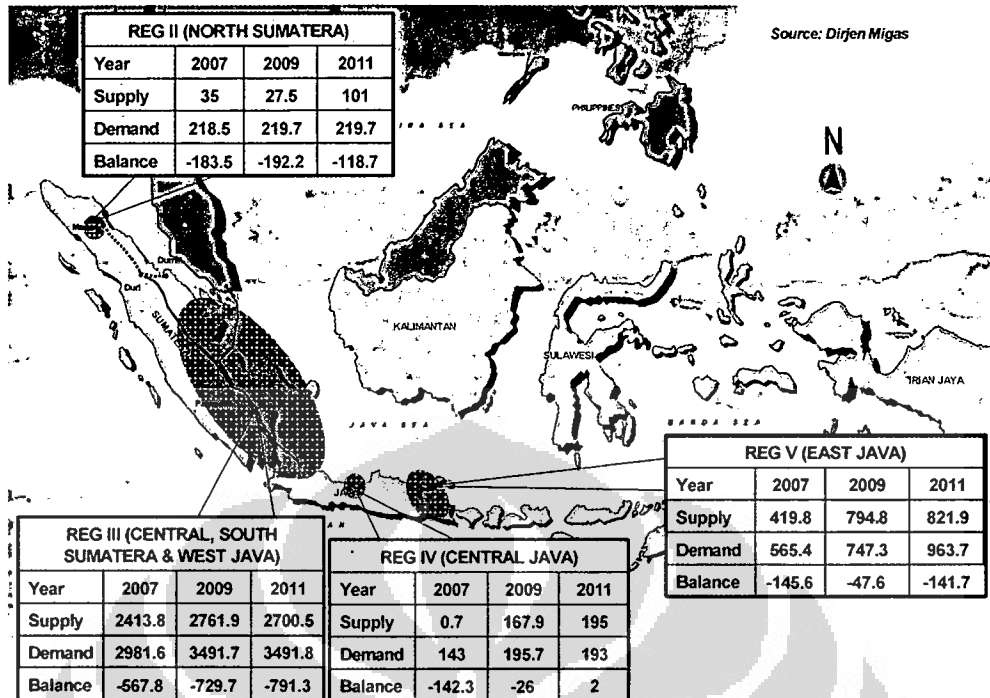 REG II (NORTH SUMATERA)
Year 2007 2009 2011
Supply 35 27.5 101
Demand 218.5 219.7 219.7
Balance -183.5 -192.2 -118.7
Source: Dirjen Migas
PHILIPPINES
N
Duri
SUMAT
KALIMANTAN
SULAWESI
IRIAN JAYA
JAVA SEA
BANDA SEA
REG V (EAST JAVA)
Year 2007 2009 2011
Supply 419.8 794.8 821.9
Demand 565.4 747.3 963.7
Balance -145.6 -47.6 -141.7
REG III (CENTRAL, SOUTH
SUMATERA & WEST JAVA)
Year 2007 2009 2011
Supply 2413.8 2761.9 2700.5
Demand 2981.6 3491.7 3491.8
Balance -567.8 -729.7 -791.3
REG IV (CENTRAL JAVA)
Year 2007 2009 2011
Supply 0.7 167.9 195
Demand 143 195.7 193
Balance -142.3 -26 2